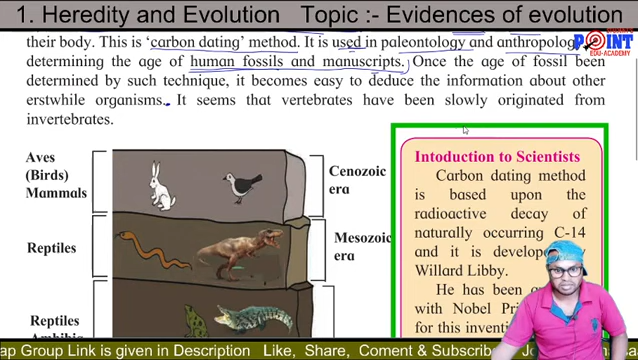 1. Heredity and Evolution Topic :- Evidences of evolution
their body. This is 'carbon dating' method. It is used in paleontology and anthropolog
determining the age of human fossils and manuscripts. Once the age of fossil been
determined by such technique, it becomes easy to deduce the information about other
erstwhile organisms. It seems that vertebrates have been slowly originated from
invertebrates.
POINT
EDU-ACADEMY
Aves
(Birds)
Mammals
Cenozoic
era
Reptiles
Mesozoic
era
Reptiles
Intoduction to Scientists
Carbon dating method
is based upon the
radioactive decay of
naturally occurring C-14
and it is develope
Willard Libby.
He has been
with Nobel Pri
for this inventi
ap Group Link is given in Description Like, Share, Coment & Subscribe